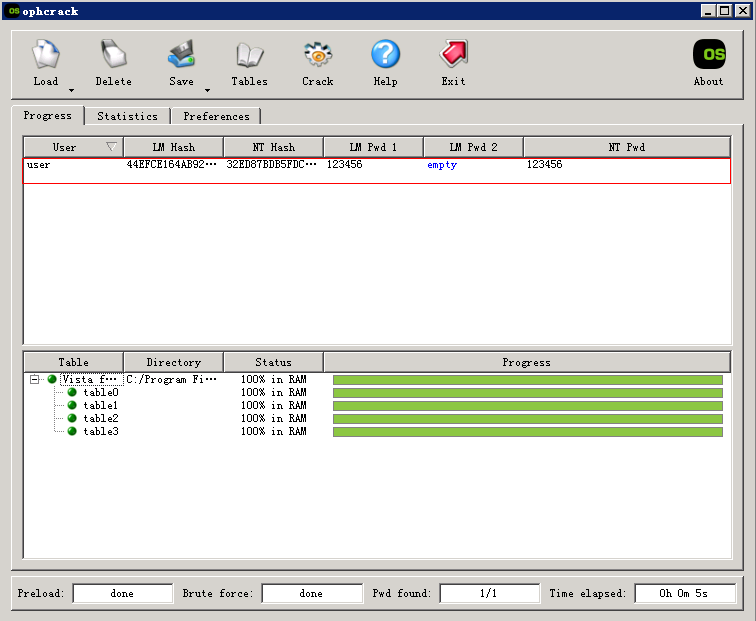 OS ophcrack
Load Delete Save Tables Crack Help Exit OS About
Progress Statistics Preferences
User LM Hash NT Hash LM Pwd 1 LM Pwd 2 NT Pwd
user 44EFCE164AB92... 32ED87BDB5FDC... 123456 empty 123456
Table Directory Status Progress
Vista f... C:/Program Fi... 100% in RAM
table0 100% in RAM
table1 100% in RAM
table2 100% in RAM
table3 100% in RAM
Preload: done Brute force: done Pwd found: 1/1 Time elapsed: 0h 0m 5s